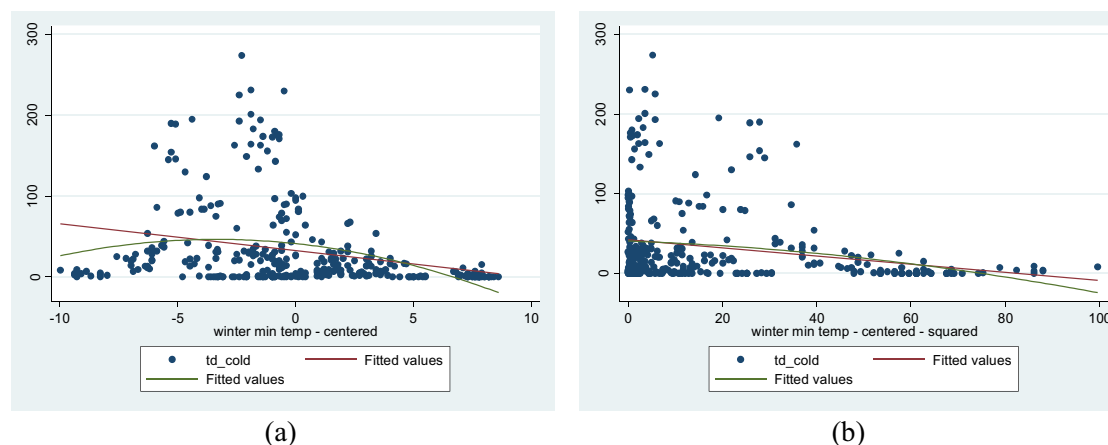 300
200
100
0
-10 -5 0 5 10
winter min temp - centered
td_cold Fitted values
Fitted values
(a)
300
200
100
0
0 20 40 60 80 100
winter min temp - centered - squared
td_cold Fitted values
Fitted values
(b)